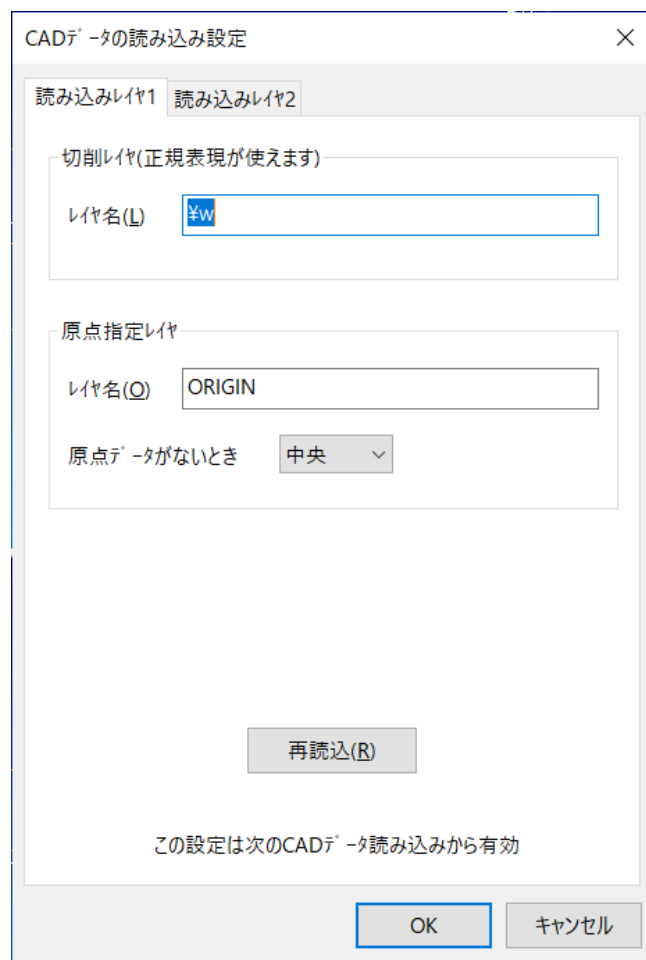 CADﾃﾞｰﾀの読み込み設定
読み込みﾚｲﾔ1 読み込みﾚｲﾔ2
切削ﾚｲﾔ(正規表現が使えます)
ﾚｲﾔ名(L) ¥w
原点指定ﾚｲﾔ
ﾚｲﾔ名(O) ORIGIN
原点ﾃﾞｰﾀがないとき 中央
再読込(R)
この設定は次のCADﾃﾞｰﾀ読み込みから有効
OK キャンセル